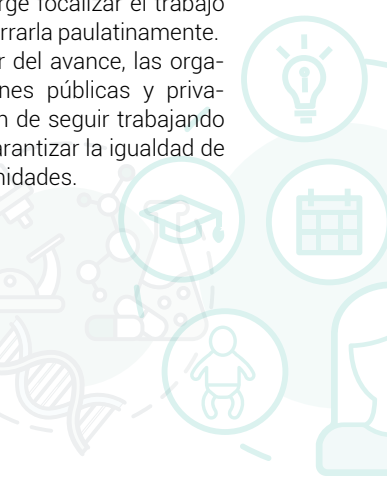 rge focalizar el trabajo
rrarla paulatinamente.
r del avance, las orga-
nes públicas y priva-
n de seguir trabajando
arantizar la igualdad de
nidades.